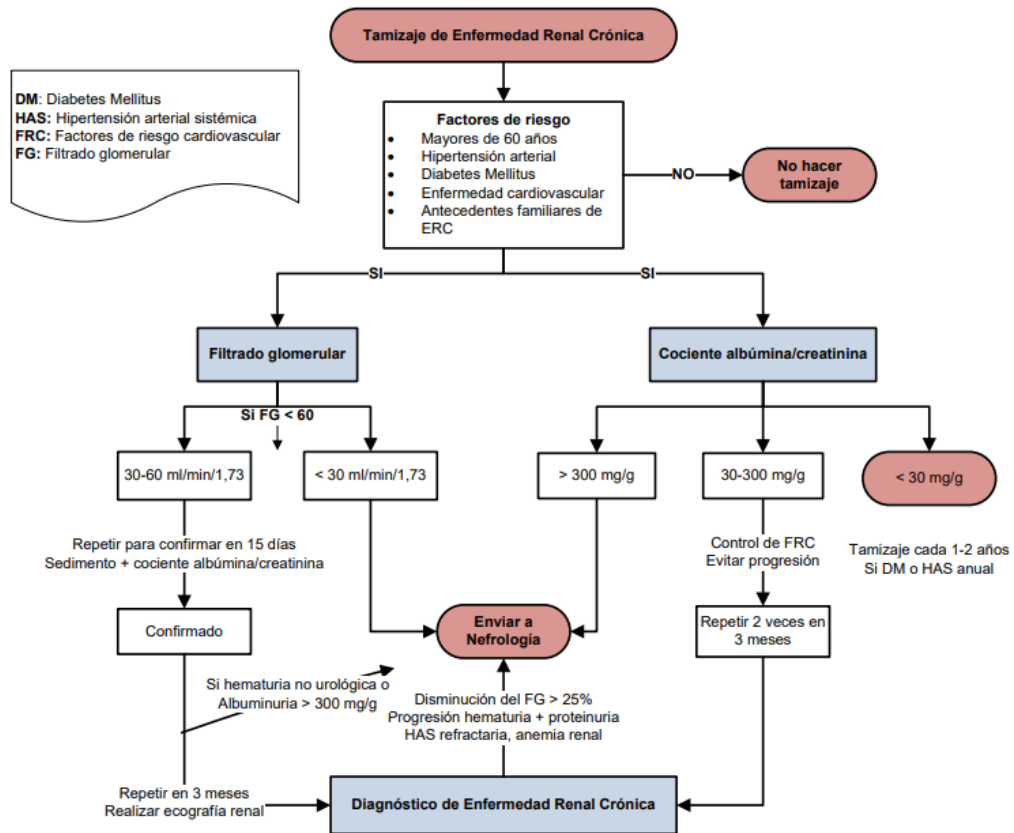 Tamizaje de Enfermedad Renal Crónica
DM: Diabetes Mellitus
HAS: Hipertensión arterial sistémica
FRC: Factores de riesgo cardiovascular
FG: Filtrado glomerular
Factores de riesgo
• Mayores de 60 años
• Hipertensión arterial
• Diabetes Mellitus
• Enfermedad cardiovascular
• Antecedentes familiares de
ERC
NO
No hacer
tamizaje
SI
SI
Filtrado glomerular
Cociente albúmina/creatinina
Si FG < 60
30-60 ml/min/1,73
< 30 ml/min/1,73
> 300 mg/g
30-300 mg/g
< 30 mg/g
Repetir para confirmar en 15 días
Sedimento + cociente albúmina/creatinina
Control de FRC
Evitar progresión
Tamizaje cada 1-2 años
Si DM o HAS anual
Confirmado
Enviar a
Nefrología
Repetir 2 veces en
3 meses
Si hematuria no urológica o
Albuminuria > 300 mg/g
Disminución del FG > 25%
Progresión hematuria + proteinuria
HAS refractaria, anemia renal
Repetir en 3 meses
Realizar ecografía renal
Diagnóstico de Enfermedad Renal Crónica